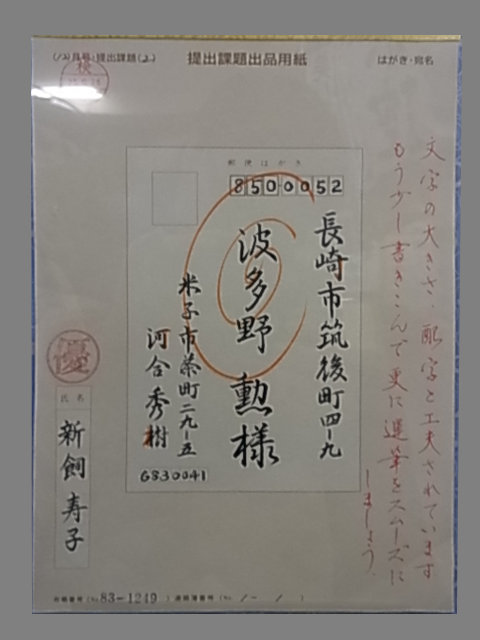 (12)月号・提出課題(2)
提出課題出品用紙
はがき・宛名
検
文字の大きさ、配字と工夫されています
もう少し書きこんで更に運筆をスムーズに
しましょう。
郵便はがき
8500052
長崎市筑後町四-九
波多野 勲様
米子市茶町二九-五
河合秀樹
6830041
優
氏名
新飼寿子
(No.83-1249)
(No. / - / )